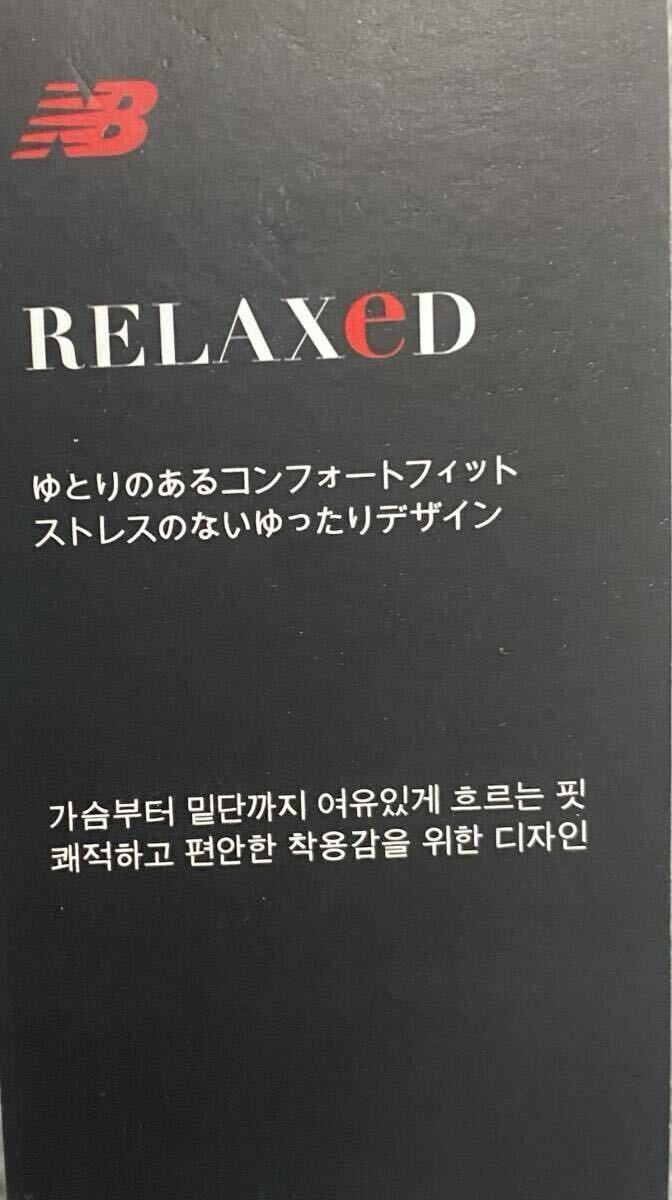 NB
RELAXeD
ゆとりのあるコンフォートフィット
ストレスのないゆったりデザイン
가슴부터 밑단까지 여유있게 흐르는 핏
쾌적하고 편안한 착용감을 위한 디자인